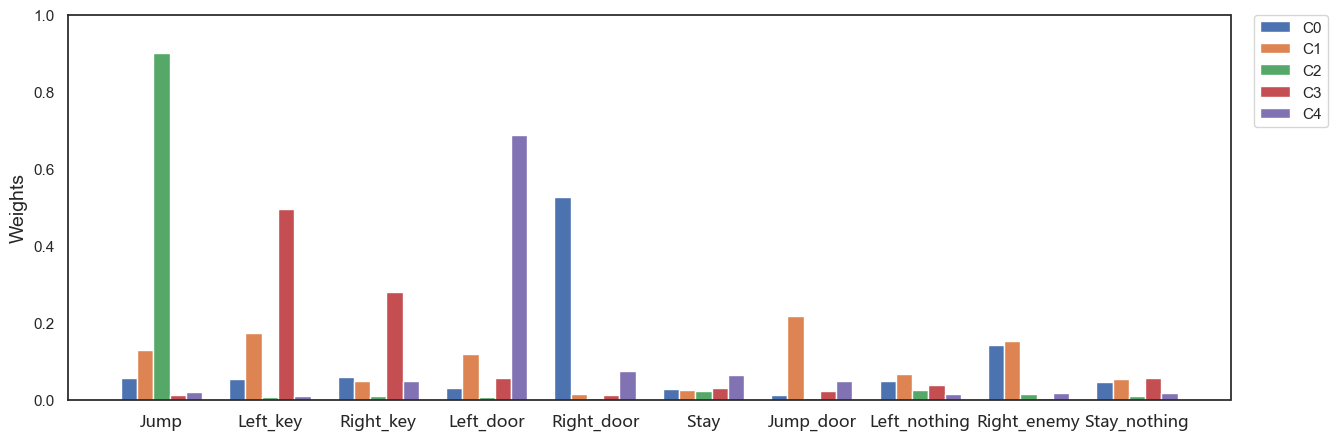 1.0
0.8
0.6
0.4
0.2
0.0
Weights
Jump Left_key Right_key Left_door Right_door Stay Jump_door Left_nothing Right_enemy Stay_nothing
C0
C1
C2
C3
C4